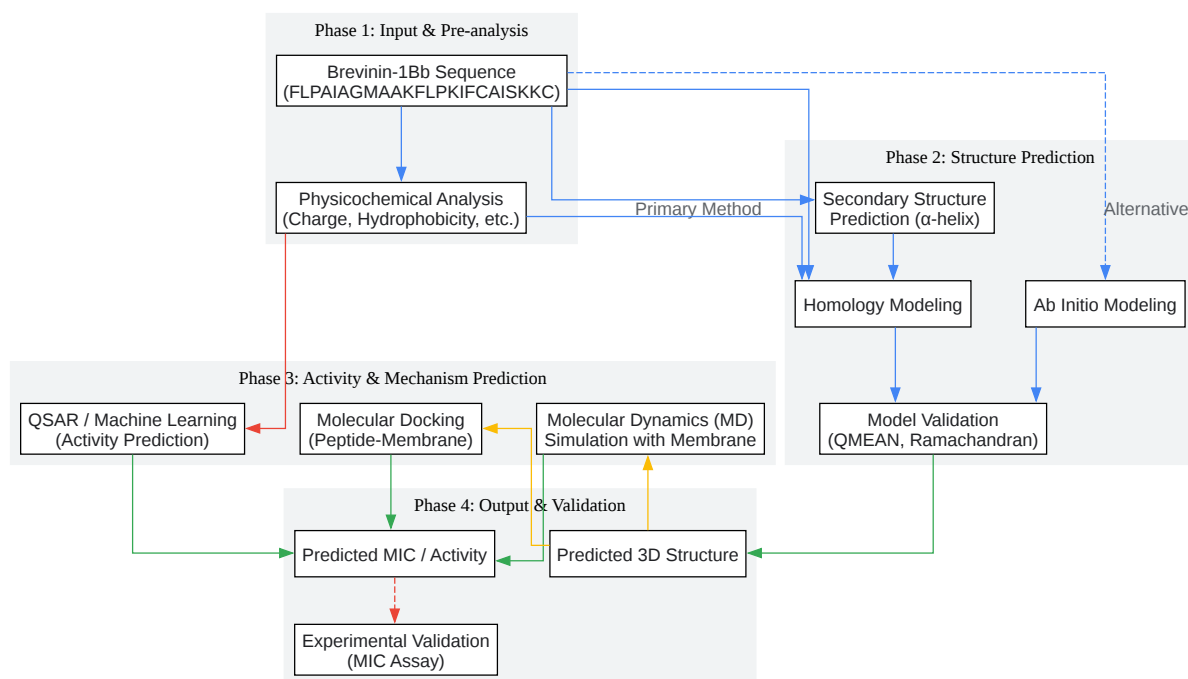 Phase 1: Input & Pre-analysis
Brevinin-1Bb Sequence
(FLPAIAGMAAKFLPKIFCAISKKC)
Physicochemical Analysis
(Charge, Hydrophobicity, etc.)
Primary Method
Phase 2: Structure Prediction
Secondary Structure
Prediction (α-helix)
Alternative
Homology Modeling
Ab Initio Modeling
Model Validation
(QMEAN, Ramachandran)
Phase 3: Activity & Mechanism Prediction
QSAR / Machine Learning
(Activity Prediction)
Molecular Docking
(Peptide-Membrane)
Molecular Dynamics (MD)
Simulation with Membrane
Phase 4: Output & Validation
Predicted MIC / Activity
Predicted 3D Structure
Experimental Validation
(MIC Assay)